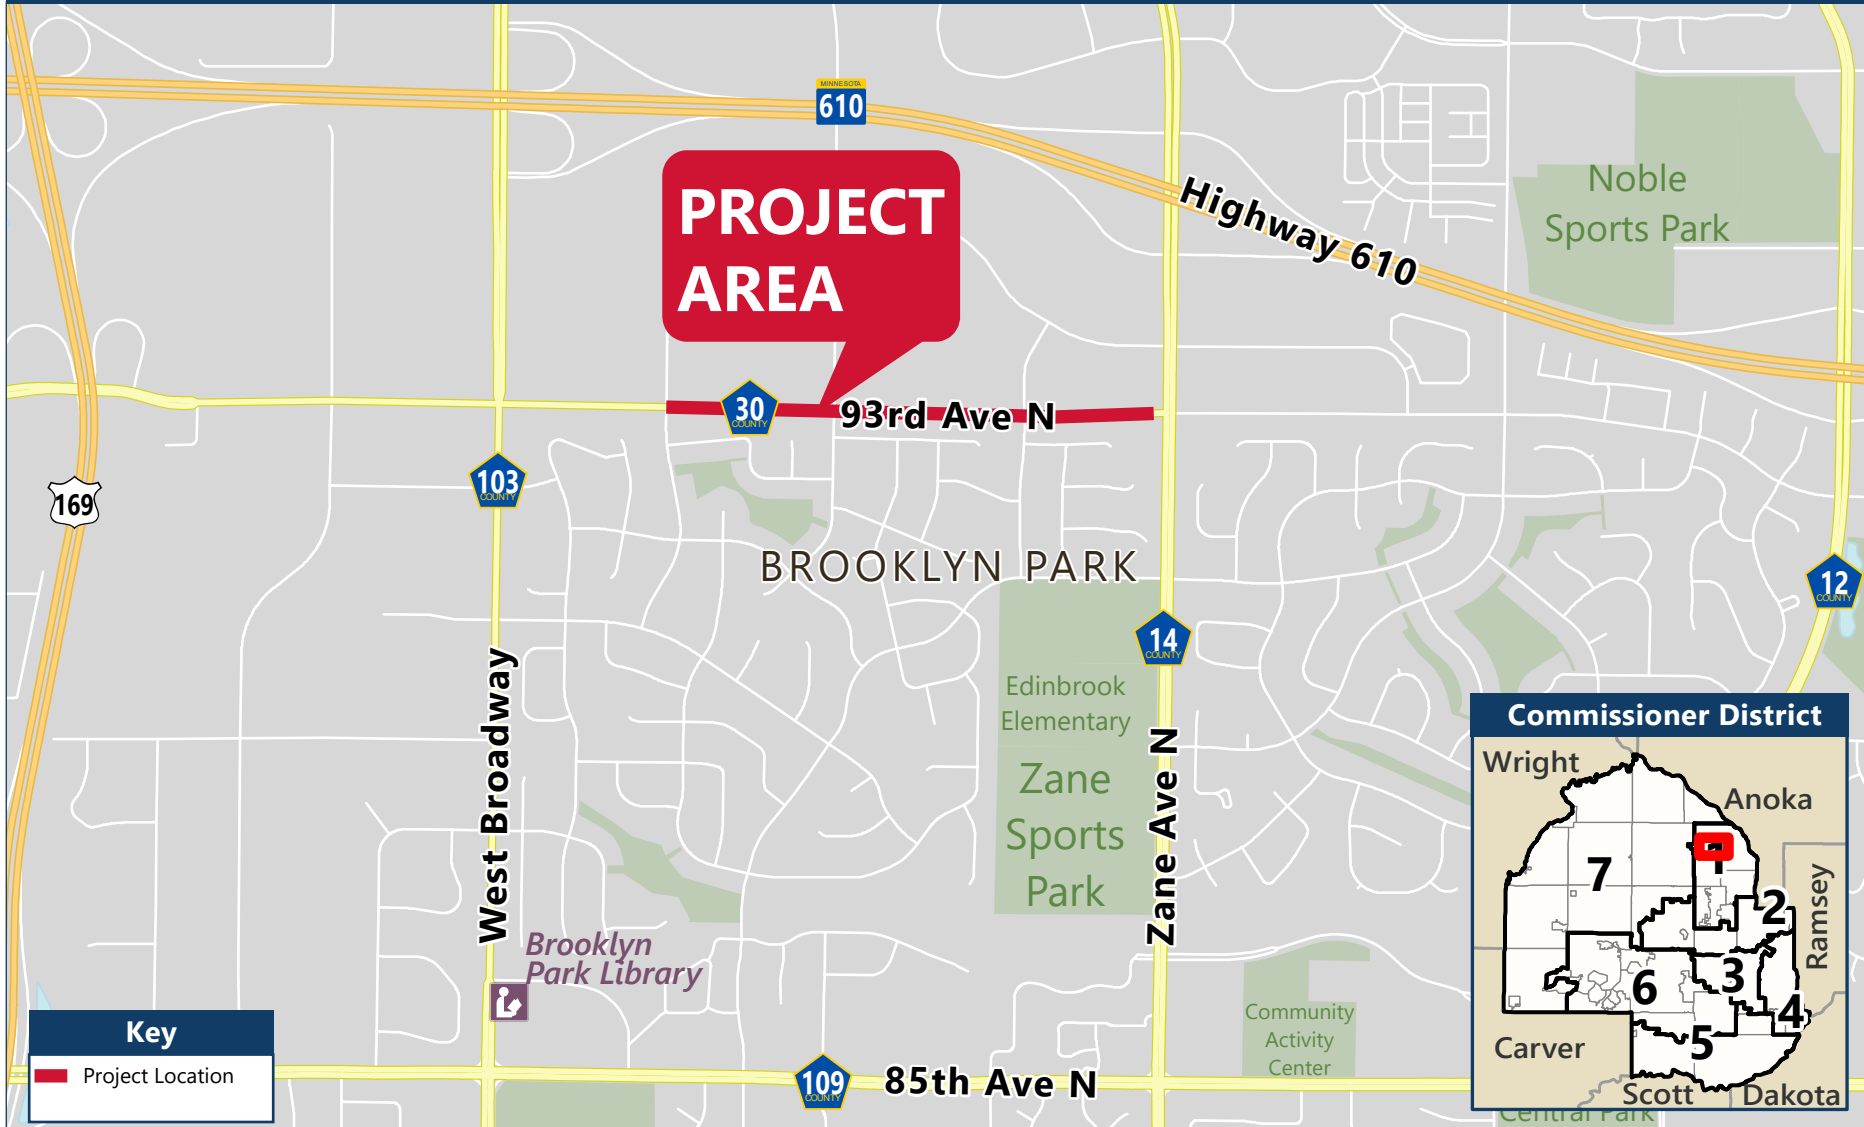 MINNESOTA
610
PROJECT
AREA
Highway 610
Noble
Sports Park
30
COUNTY
93rd Ave N
103
COUNTY
169
BROOKLYN PARK
12
COUNTY
14
COUNTY
Edinbrook
Elementary
Zane
Sports
Park
West Broadway
Zane Ave N
Brooklyn
Park Library
Community
Activity
Center
109
COUNTY
85th Ave N
Central Park
Key
Project Location
Commissioner District
Wright
Anoka
7
1
2
Ramsey
3
6
4
5
Carver
Scott
Dakota